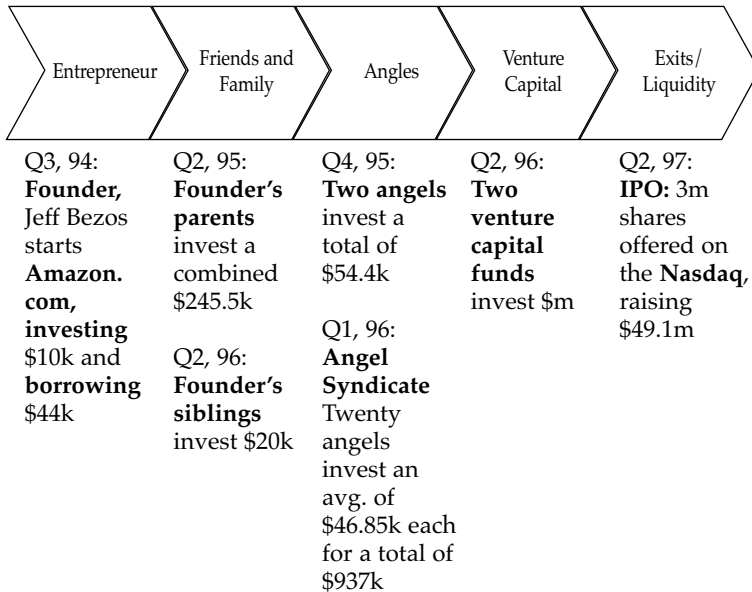 Entrepreneur
Friends and
Family
Angles
Venture
Capital
Exits/
Liquidity
Q3, 94:
Founder,
Jeff Bezos
starts
Amazon.
com,
investing
$10k and
borrowing
$44k
Q2, 95:
Founder's
parents
invest a
combined
$245.5k
Q2, 96:
Founder's
siblings
invest $20k
Q4, 95:
Two angels
invest a
total of
$54.4k
Q1, 96:
Angel
Syndicate
Twenty
angels
invest an
avg. of
$46.85k each
for a total of
$937k
Q2, 96:
Two
venture
capital
funds
invest $m
Q2, 97:
IPO: 3m
shares
offered on
the Nasdaq,
raising
$49.1m